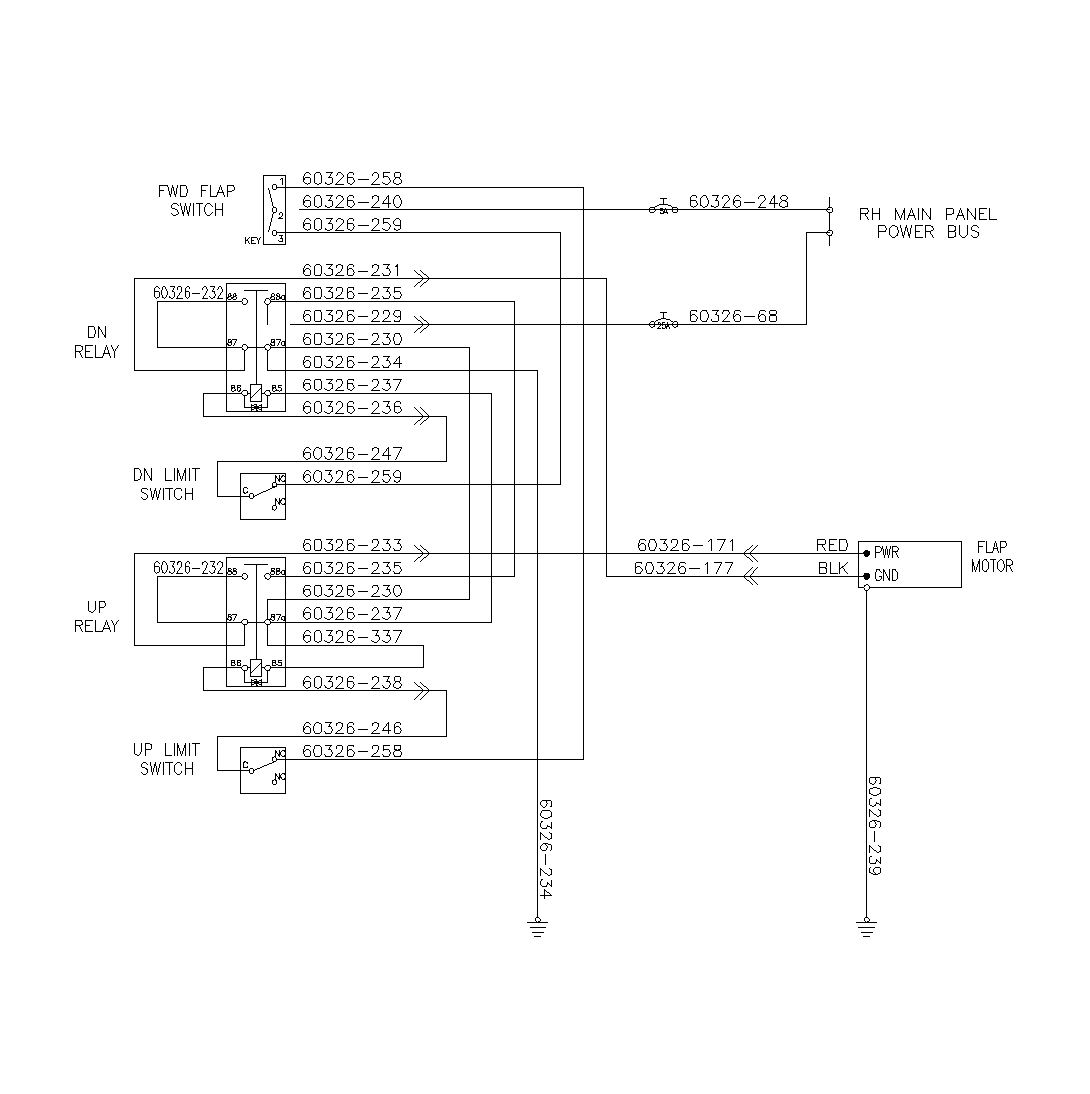 FWD FLAP
SWITCH
1
2
3
KEY
60326-258
60326-240
60326-259
5A
60326-248
RH MAIN PANEL
POWER BUS
DN
RELAY
60326-232
88
88a
87
87a
86
85
60326-231
60326-235
60326-229
60326-230
60326-234
60326-237
60326-236
20A
60326-68
DN LIMIT
SWITCH
C
NC
60326-247
60326-259
UP
RELAY
60326-232
88
88a
87
87a
86
85
60326-233
60326-235
60326-230
60326-237
60326-337
60326-238
60326-171
60326-177
RED
BLK
PWR
GND
FLAP
MOTOR
UP LIMIT
SWITCH
C
NC
60326-246
60326-258
60326-234
60326-239